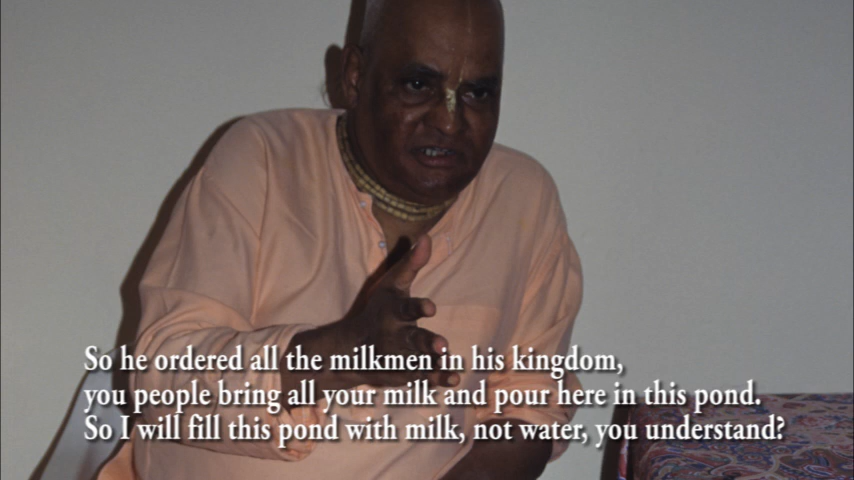 So he ordered all the milkmen in his kingdom,
you people bring all your milk and pour here in this pond.
So I will fill this pond with milk, not water, you understand?